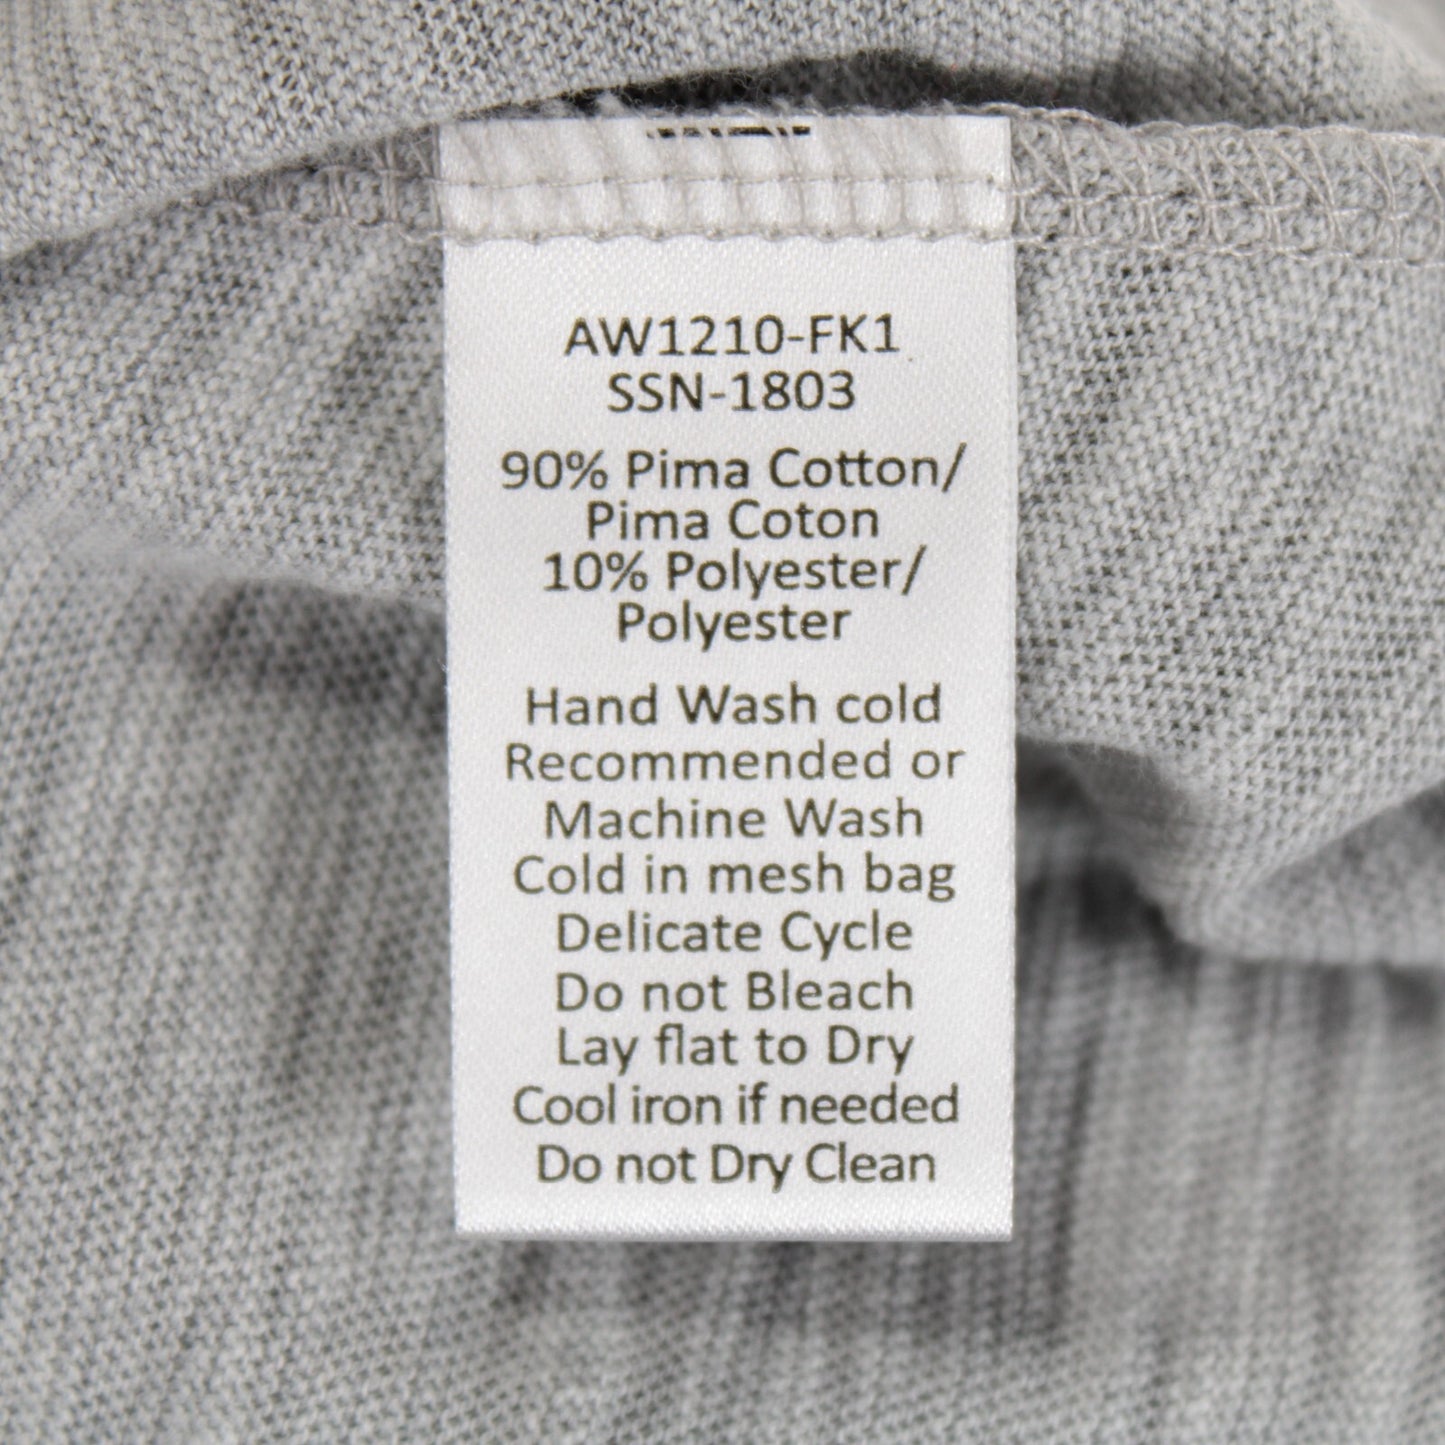 AW1210-FK1
SSN-1803
90% Pima Cotton/
Pima Coton
10% Polyester/
Polyester
Hand Wash cold
Recommended or
Machine Wash
Cold in mesh bag
Delicate Cycle
Do not Bleach
Lay flat to Dry
Cool iron if needed
Do not Dry Clean